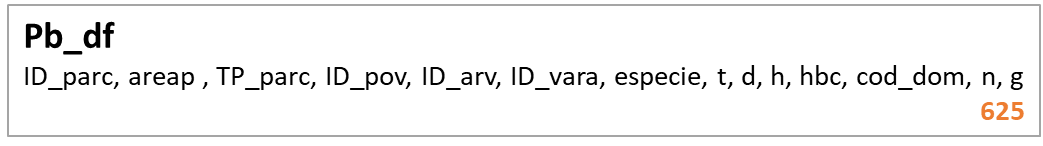 Pb_df
ID_parc, areap , TP_parc, ID_pov, ID_arv, ID_vara, especie, t, d, h, hbc, cod_dom, n, g
625